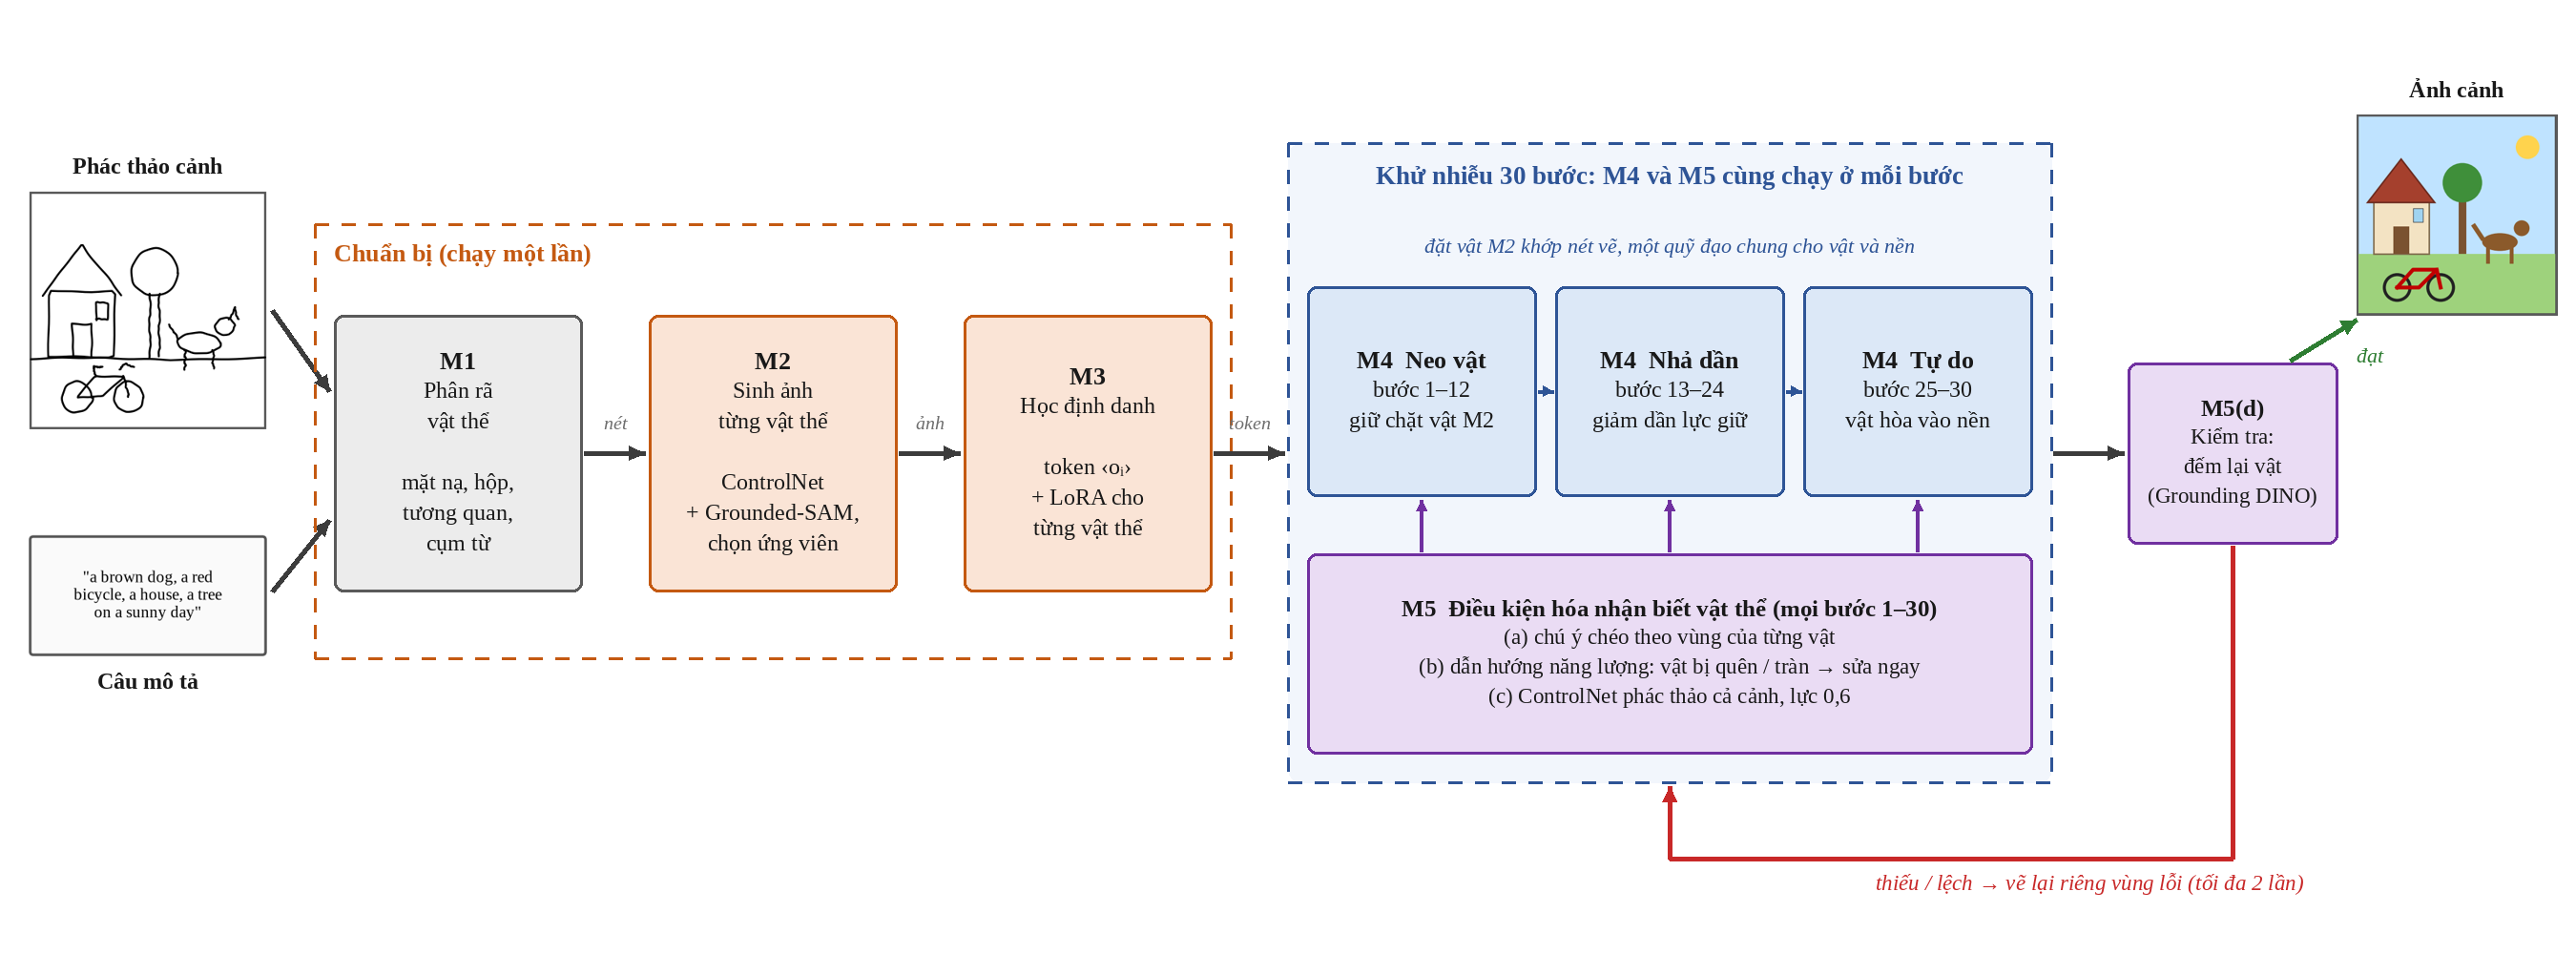 Phác thảo cảnh
"a brown dog, a red
bicycle, a house, a tree
on a sunny day"
Câu mô tả
Chuẩn bị (chạy một lần)
M1
Phân rã
vật thể
mặt nạ, hộp,
tương quan,
cụm từ
nét
M2
Sinh ảnh
từng vật thể
ControlNet
+ Grounded-SAM,
chọn ứng viên
ảnh
M3
Học định danh
token ‹oᵢ›
+ LoRA cho
từng vật thể
token
Khử nhiễu 30 bước: M4 và M5 cùng chạy ở mỗi bước
đặt vật M2 khớp nét vẽ, một quỹ đạo chung cho vật và nền
M4 Neo vật
bước 1–12
giữ chặt vật M2
M4 Nhả dần
bước 13–24
giảm dần lực giữ
M4 Tự do
bước 25–30
vật hòa vào nền
M5 Điều kiện hóa nhận biết vật thể (mọi bước 1–30)
(a) chú ý chéo theo vùng của từng vật
(b) dẫn hướng năng lượng: vật bị quên / tràn → sửa ngay
(c) ControlNet phác thảo cả cảnh, lực 0,6
M5(d)
Kiểm tra:
đếm lại vật
(Grounding DINO)
đạt
Ảnh cảnh
thiếu / lệch → vẽ lại riêng vùng lỗi (tối đa 2 lần)